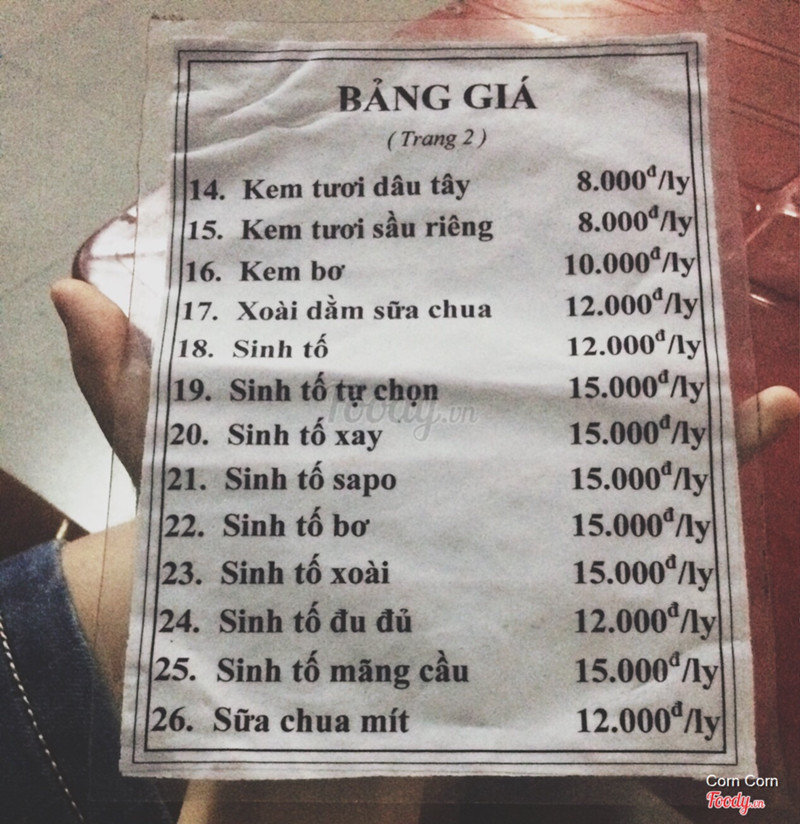 BẢNG GIÁ
( Trang 2 )
14. Kem tươi dâu tây 8.000đ/ly
15. Kem tươi sầu riêng 8.000đ/ly
16. Kem bơ 10.000đ/ly
17. Xoài dằm sữa chua 12.000đ/ly
18. Sinh tố 12.000đ/ly
19. Sinh tố tự chọn 15.000đ/ly
20. Sinh tố xay 15.000đ/ly
21. Sinh tố sapo 15.000đ/ly
22. Sinh tố bơ 15.000đ/ly
23. Sinh tố xoài 15.000đ/ly
24. Sinh tố đu đủ 12.000đ/ly
25. Sinh tố mãng cầu 15.000đ/ly
26. Sữa chua mít 12.000đ/ly
Foody.vn
Corn Corn
Foody.vn